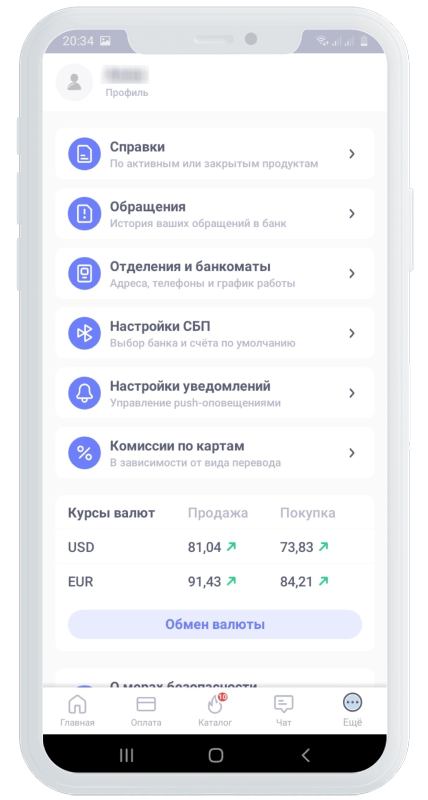 20:34
Профиль
Справки
По активным или закрытым продуктам
Обращения
История ваших обращений в банк
Отделения и банкоматы
Адреса, телефоны и график работы
Настройки СБП
Выбор банка и счёта по умолчанию
Настройки уведомлений
Управление push-оповещениями
Комиссии по картам
В зависимости от вида перевода
Курсы валют Продажа Покупка
USD 81,04 73,83
EUR 91,43 84,21
Обмен валюты
О мерах безопасности
10
Главная Оплата Каталог Чат Ещё